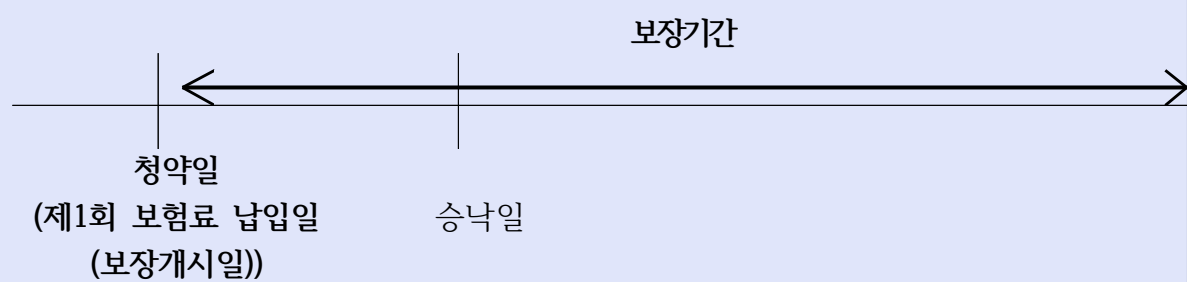 보장기간
청약일
(제1회 보험료 납입일
(보장개시일))
승낙일